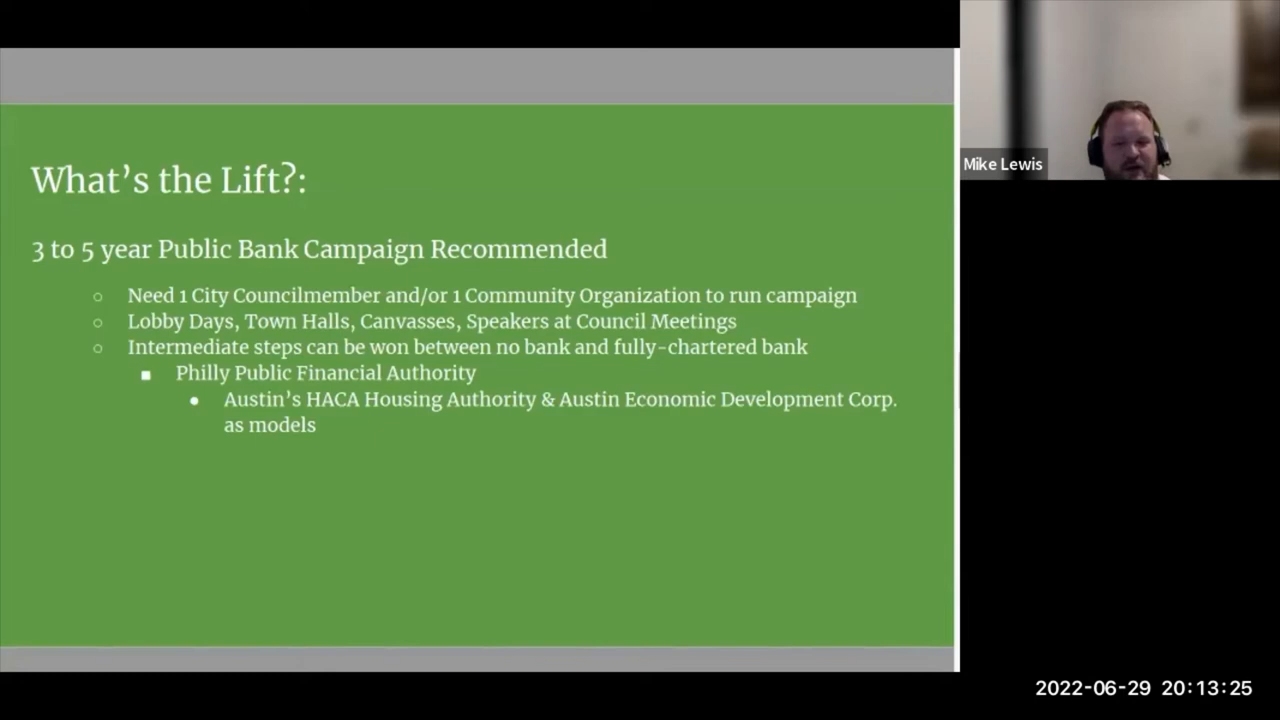 What's the Lift?:
3 to 5 year Public Bank Campaign Recommended
○ Need 1 City Councilmember and/or 1 Community Organization to run campaign
○ Lobby Days, Town Halls, Canvasses, Speakers at Council Meetings
○ Intermediate steps can be won between no bank and fully-chartered bank
■ Philly Public Financial Authority
● Austin's HACA Housing Authority & Austin Economic Development Corp.
as models
Mike Lewis
2022-06-29 20:13:25